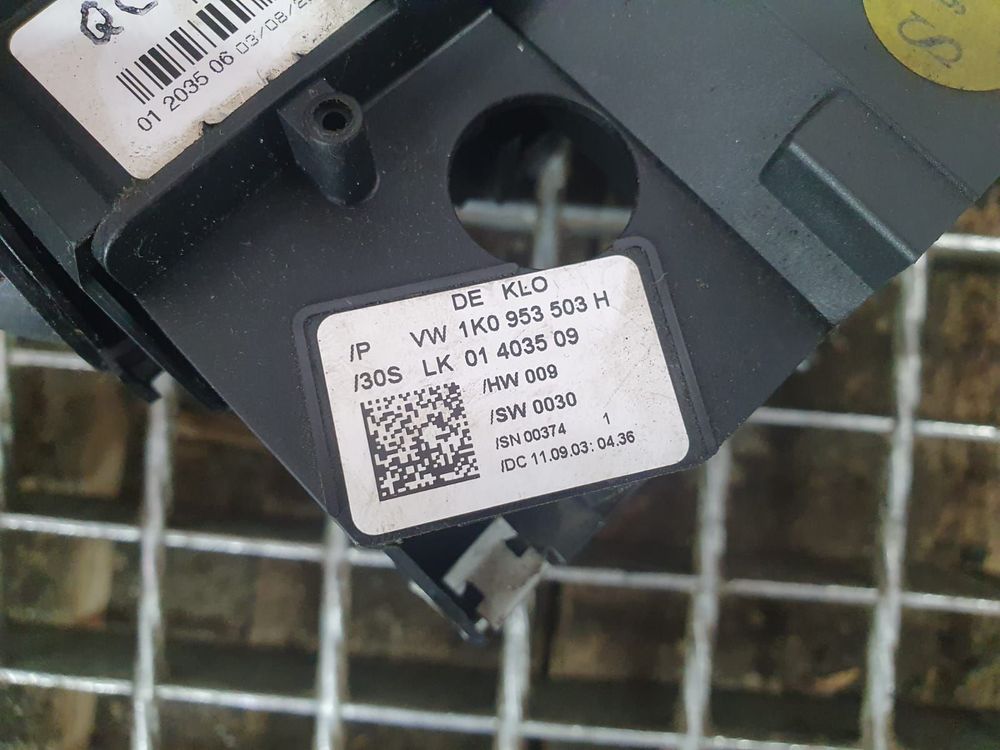 01 2035 06 03/08/2
DE KLO
/P VW 1K0 953 503 H
/30S LK 01 4035 09
/HW 009
/SW 0030
/SN 00374 1
/DC 11.09.03: 04.36